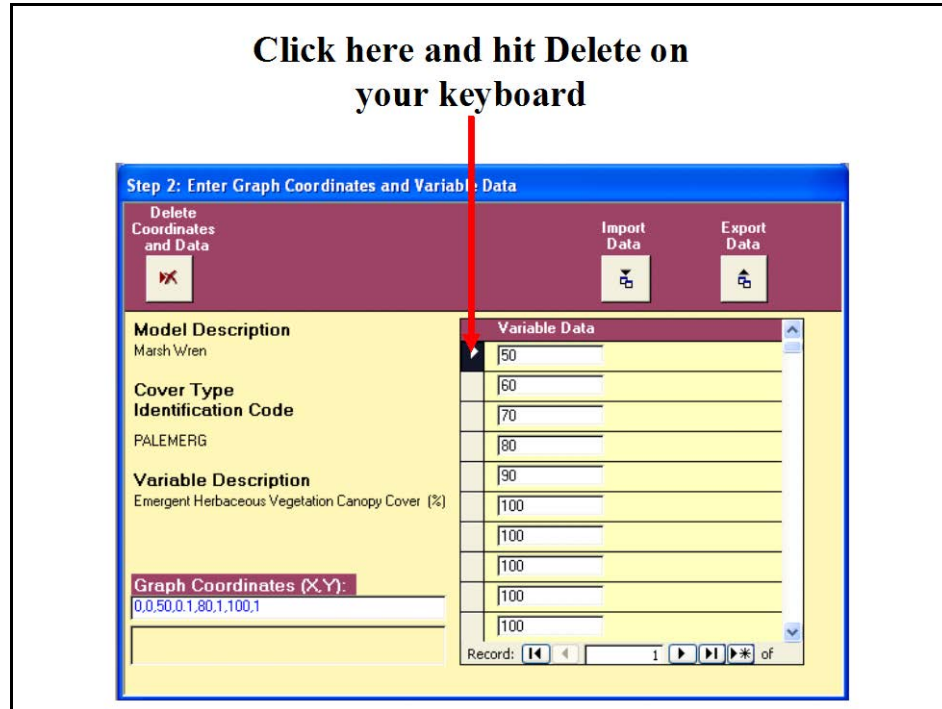 Click here and hit Delete on
your keyboard
Step 2: Enter Graph Coordinates and Variable Data
Delete
Coordinates
and Data
Import
Data
Export
Data
Model Description
Marsh Wren
Cover Type
Identification Code
PALEMERG
Variable Description
Emergent Herbaceous Vegetation Canopy Cover (%)
Graph Coordinates (X,Y):
0,0,50,0.1,80,1,100,1
Variable Data
50
60
70
80
90
100
100
100
100
100
Record: 1 of